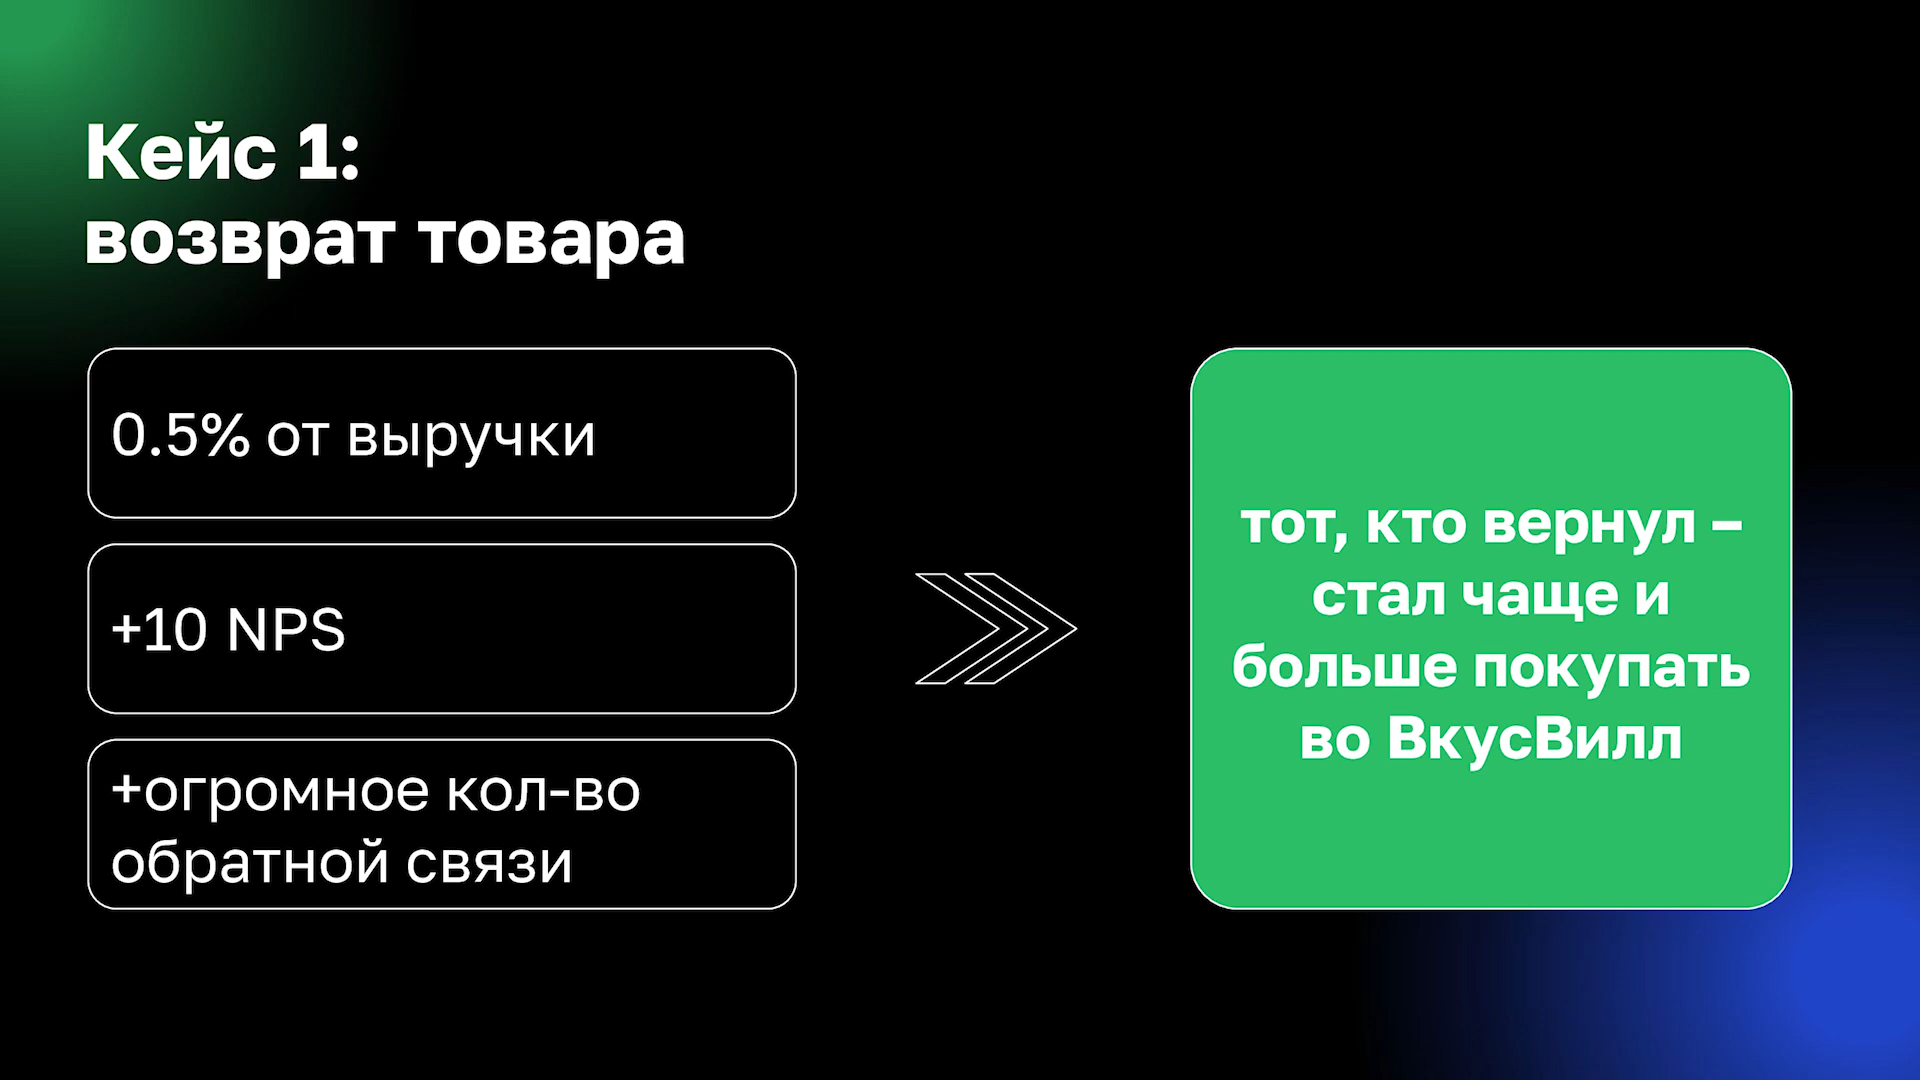 Кейс 1:
возврат товара
0.5% от выручки
+10 NPS
+огромное кол-во
обратной связи
тот, кто вернул –
стал чаще и
больше покупать
во ВкусВилл